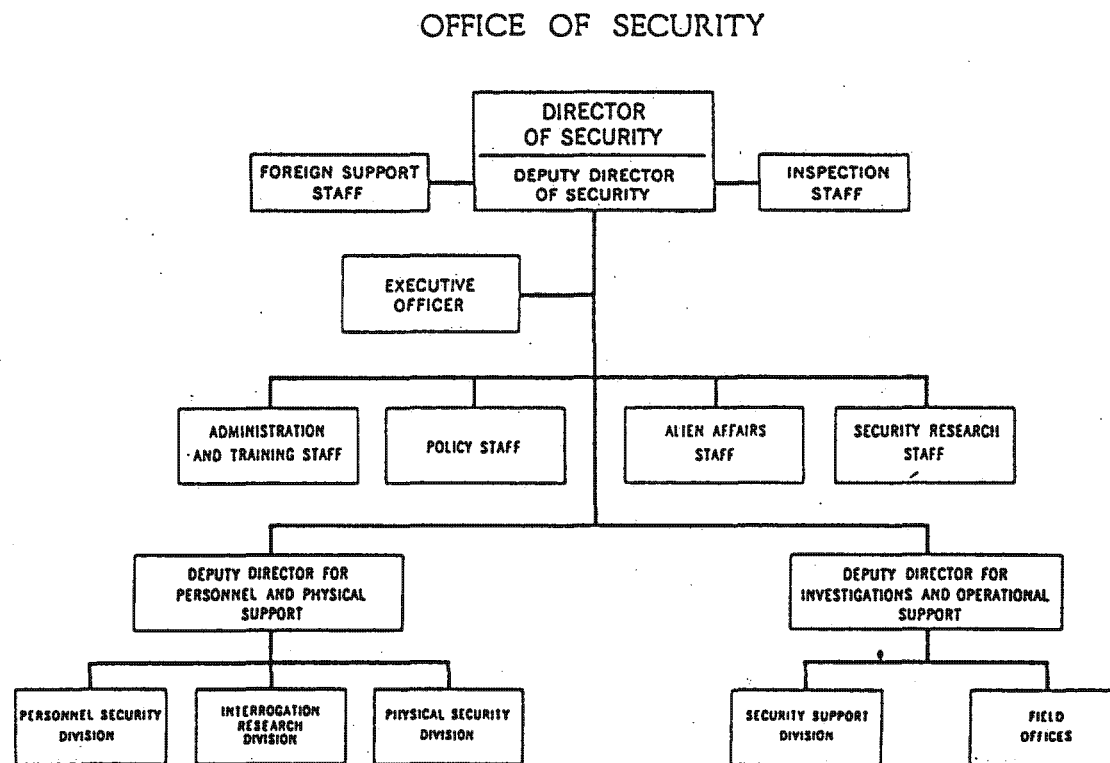 OFFICE OF SECURITY
DIRECTOR
OF SECURITY
DEPUTY DIRECTOR
OF SECURITY
FOREIGN SUPPORT
STAFF
INSPECTION
STAFF
EXECUTIVE
OFFICER
ADMINISTRATION
AND TRAINING STAFF
POLICY STAFF
ALIEN AFFAIRS
STAFF
SECURITY RESEARCH
STAFF
DEPUTY DIRECTOR FOR
PERSONNEL AND PHYSICAL
SUPPORT
DEPUTY DIRECTOR FOR
INVESTIGATIONS AND OPERATIONAL
SUPPORT
PERSONNEL SECURITY
DIVISION
INTERROGATION
RESEARCH
DIVISION
PHYSICAL SECURITY
DIVISION
SECURITY SUPPORT
DIVISION
FIELD
OFFICES